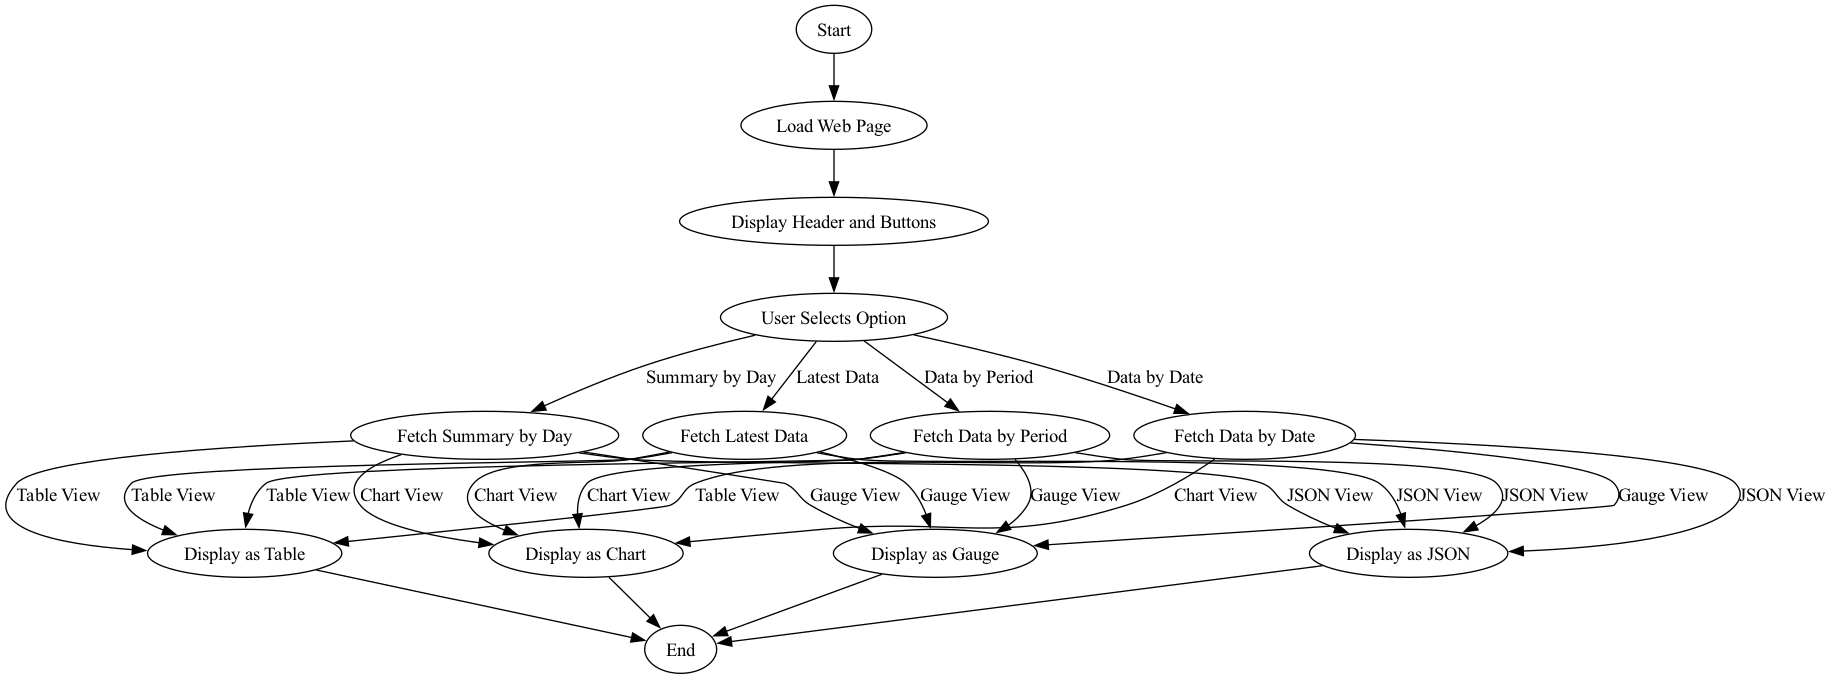 Start
Load Web Page
Display Header and Buttons
User Selects Option
Summary by Day
Latest Data
Data by Period
Data by Date
Fetch Summary by Day
Fetch Latest Data
Fetch Data by Period
Fetch Data by Date
Table View
Table View
Table View
Chart View
Chart View
Chart View
Table View
Gauge View
Gauge View
Gauge View
Chart View
JSON View
JSON View
JSON View
Gauge View
JSON View
Display as Table
Display as Chart
Display as Gauge
Display as JSON
End